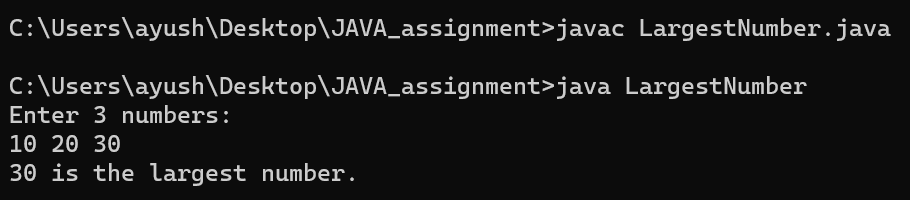 C:\Users\ayush\Desktop\JAVA_assignment>javac LargestNumber.java
C:\Users\ayush\Desktop\JAVA_assignment>java LargestNumber
Enter 3 numbers:
10 20 30
30 is the largest number.